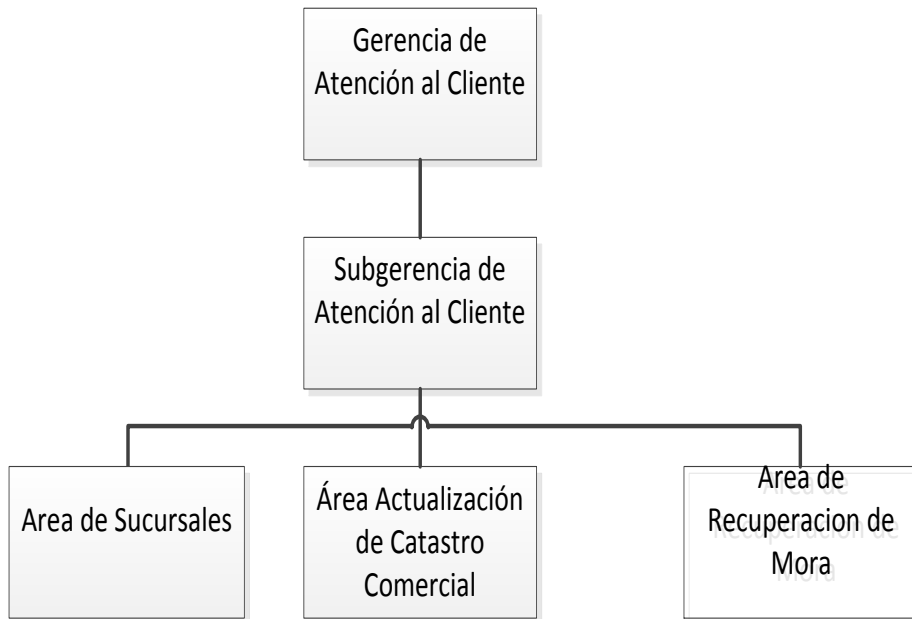 Gerencia de
Atención al Cliente
Subgerencia de
Atención al Cliente
Area de Sucursales
Área Actualización
de Catastro
Comercial
Area de
Recuperacion de
Mora